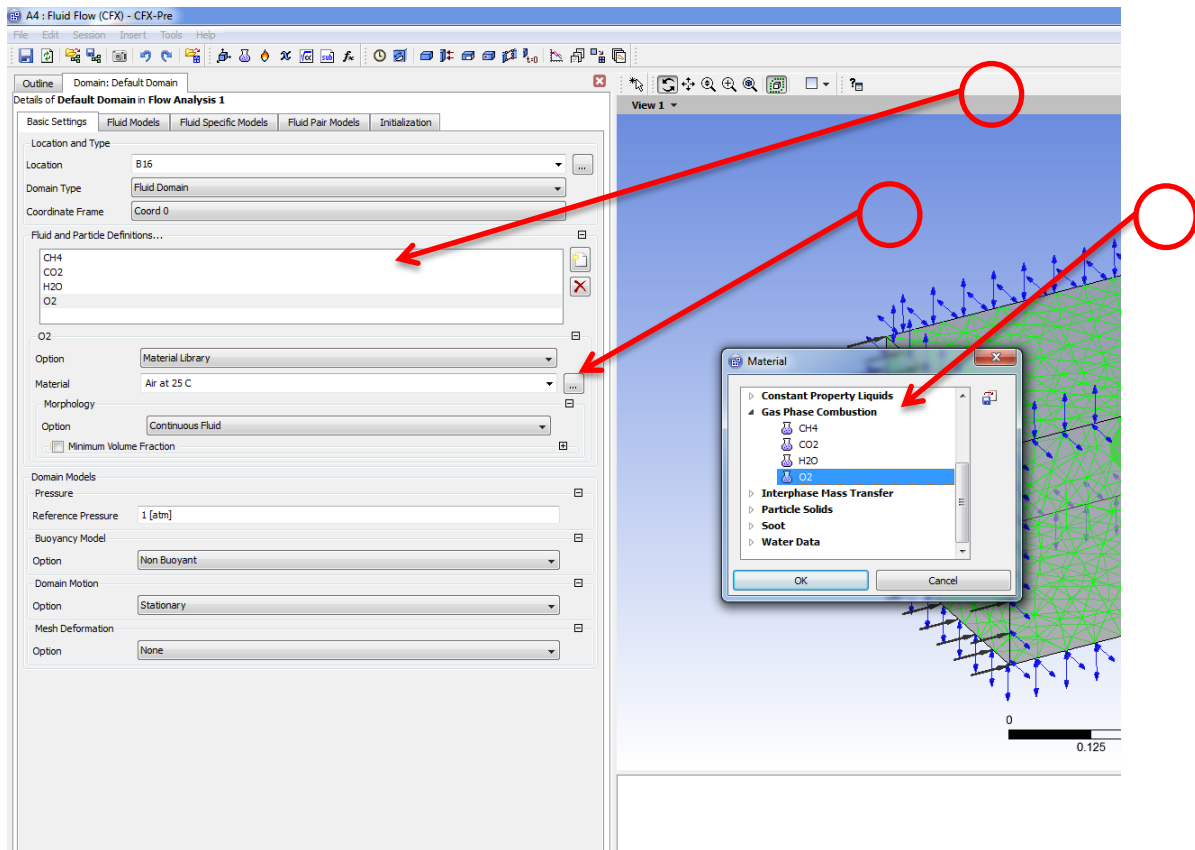 A4 : Fluid Flow (CFX) - CFX-Pre
File Edit Session Insert Tools Help
Outline Domain: Default Domain
Details of Default Domain in Flow Analysis 1
Basic Settings Fluid Models Fluid Specific Models Fluid Pair Models Initialization
Location and Type
Location B16 ...
Domain Type Fluid Domain
Coordinate Frame Coord 0
Fluid and Particle Definitions...
CH4
CO2
H2O
O2
O2
Option Material Library
Material Air at 25 C ...
Morphology
Option Continuous Fluid
Minimum Volume Fraction
Domain Models
Pressure
Reference Pressure 1 [atm]
Buoyancy Model
Option Non Buoyant
Domain Motion
Option Stationary
Mesh Deformation
Option None
View 1
Material
Constant Property Liquids
Gas Phase Combustion
CH4
CO2
H2O
O2
Interphase Mass Transfer
Particle Solids
Soot
Water Data
OK Cancel
0
0.125